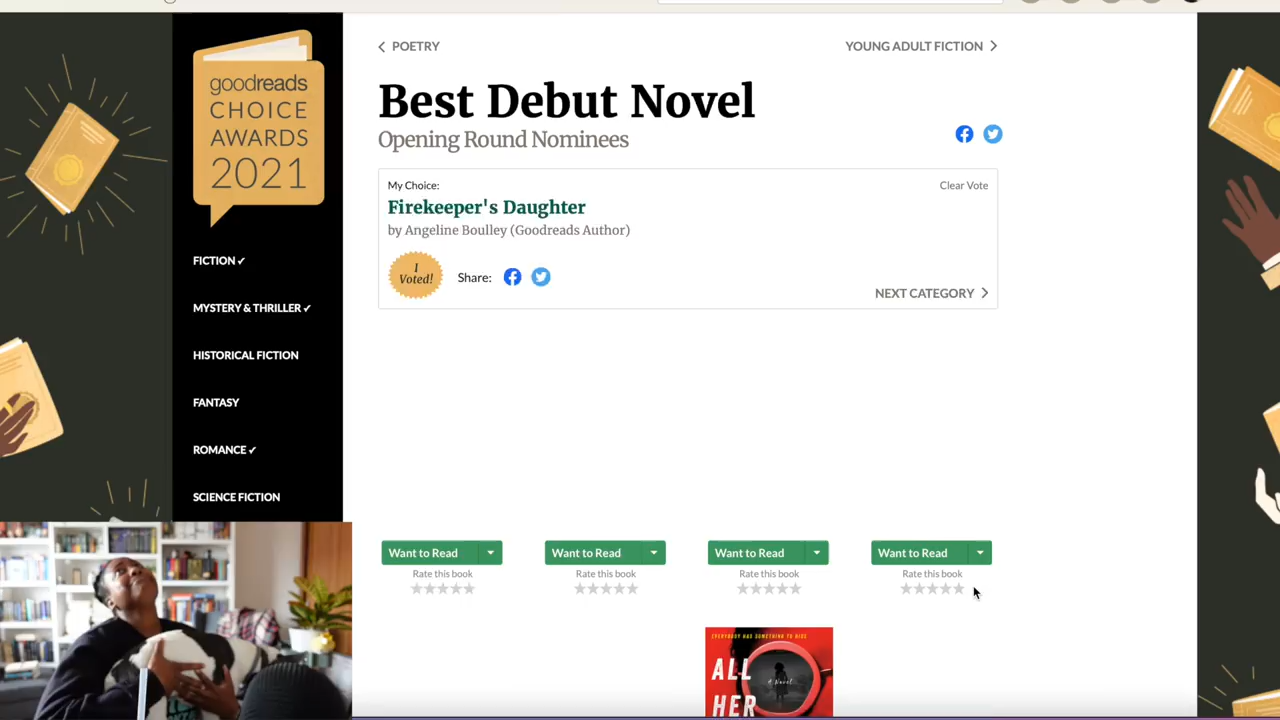 POETRY
YOUNG ADULT FICTION
goodreads
CHOICE
AWARDS
2021
Best Debut Novel
Opening Round Nominees
My Choice:
Clear Vote
Firekeeper's Daughter
by Angeline Boulley (Goodreads Author)
I
Voted!
Share:
NEXT CATEGORY
FICTION ✓
MYSTERY & THRILLER ✓
HISTORICAL FICTION
FANTASY
ROMANCE ✓
SCIENCE FICTION
Want to Read
Want to Read
Want to Read
Want to Read
Rate this book
Rate this book
Rate this book
Rate this book
EVERYBODY HAS SOMETHING TO HIDE
ALL
A Novel
HER